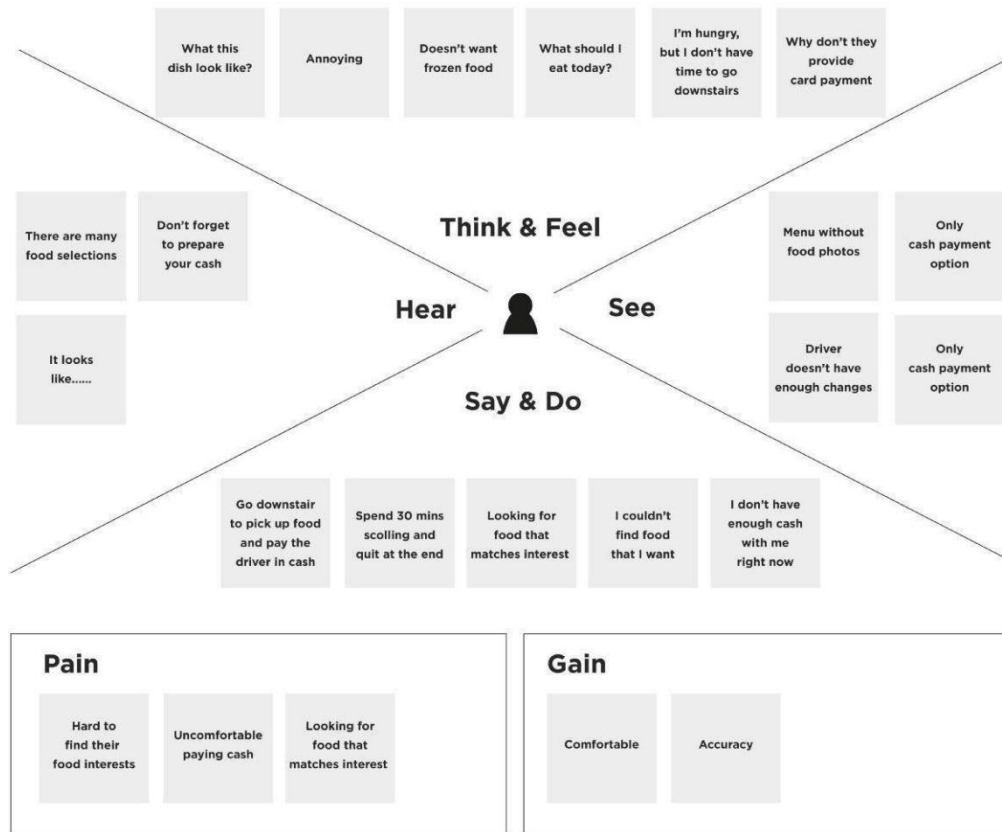 What this
dish look like?
Annoying
Doesn't want
frozen food
What should I
eat today?
I'm hungry,
but I don't have
time to go
downstairs
Why don't they
provide
card payment
Think & Feel
There are many
food selections
Don't forget
to prepare
your cash
It looks
like......
Hear
See
Menu without
food photos
Only
cash payment
option
Driver
doesn't have
enough changes
Only
cash payment
option
Say & Do
Go downstair
to pick up food
and pay the
driver in cash
Spend 30 mins
scolling and
quit at the end
Looking for
food that
matches interest
I couldn't
find food
that I want
I don't have
enough cash
with me
right now
Pain
Hard to
find their
food interests
Uncomfortable
paying cash
Looking for
food that
matches interest
Gain
Comfortable
Accuracy